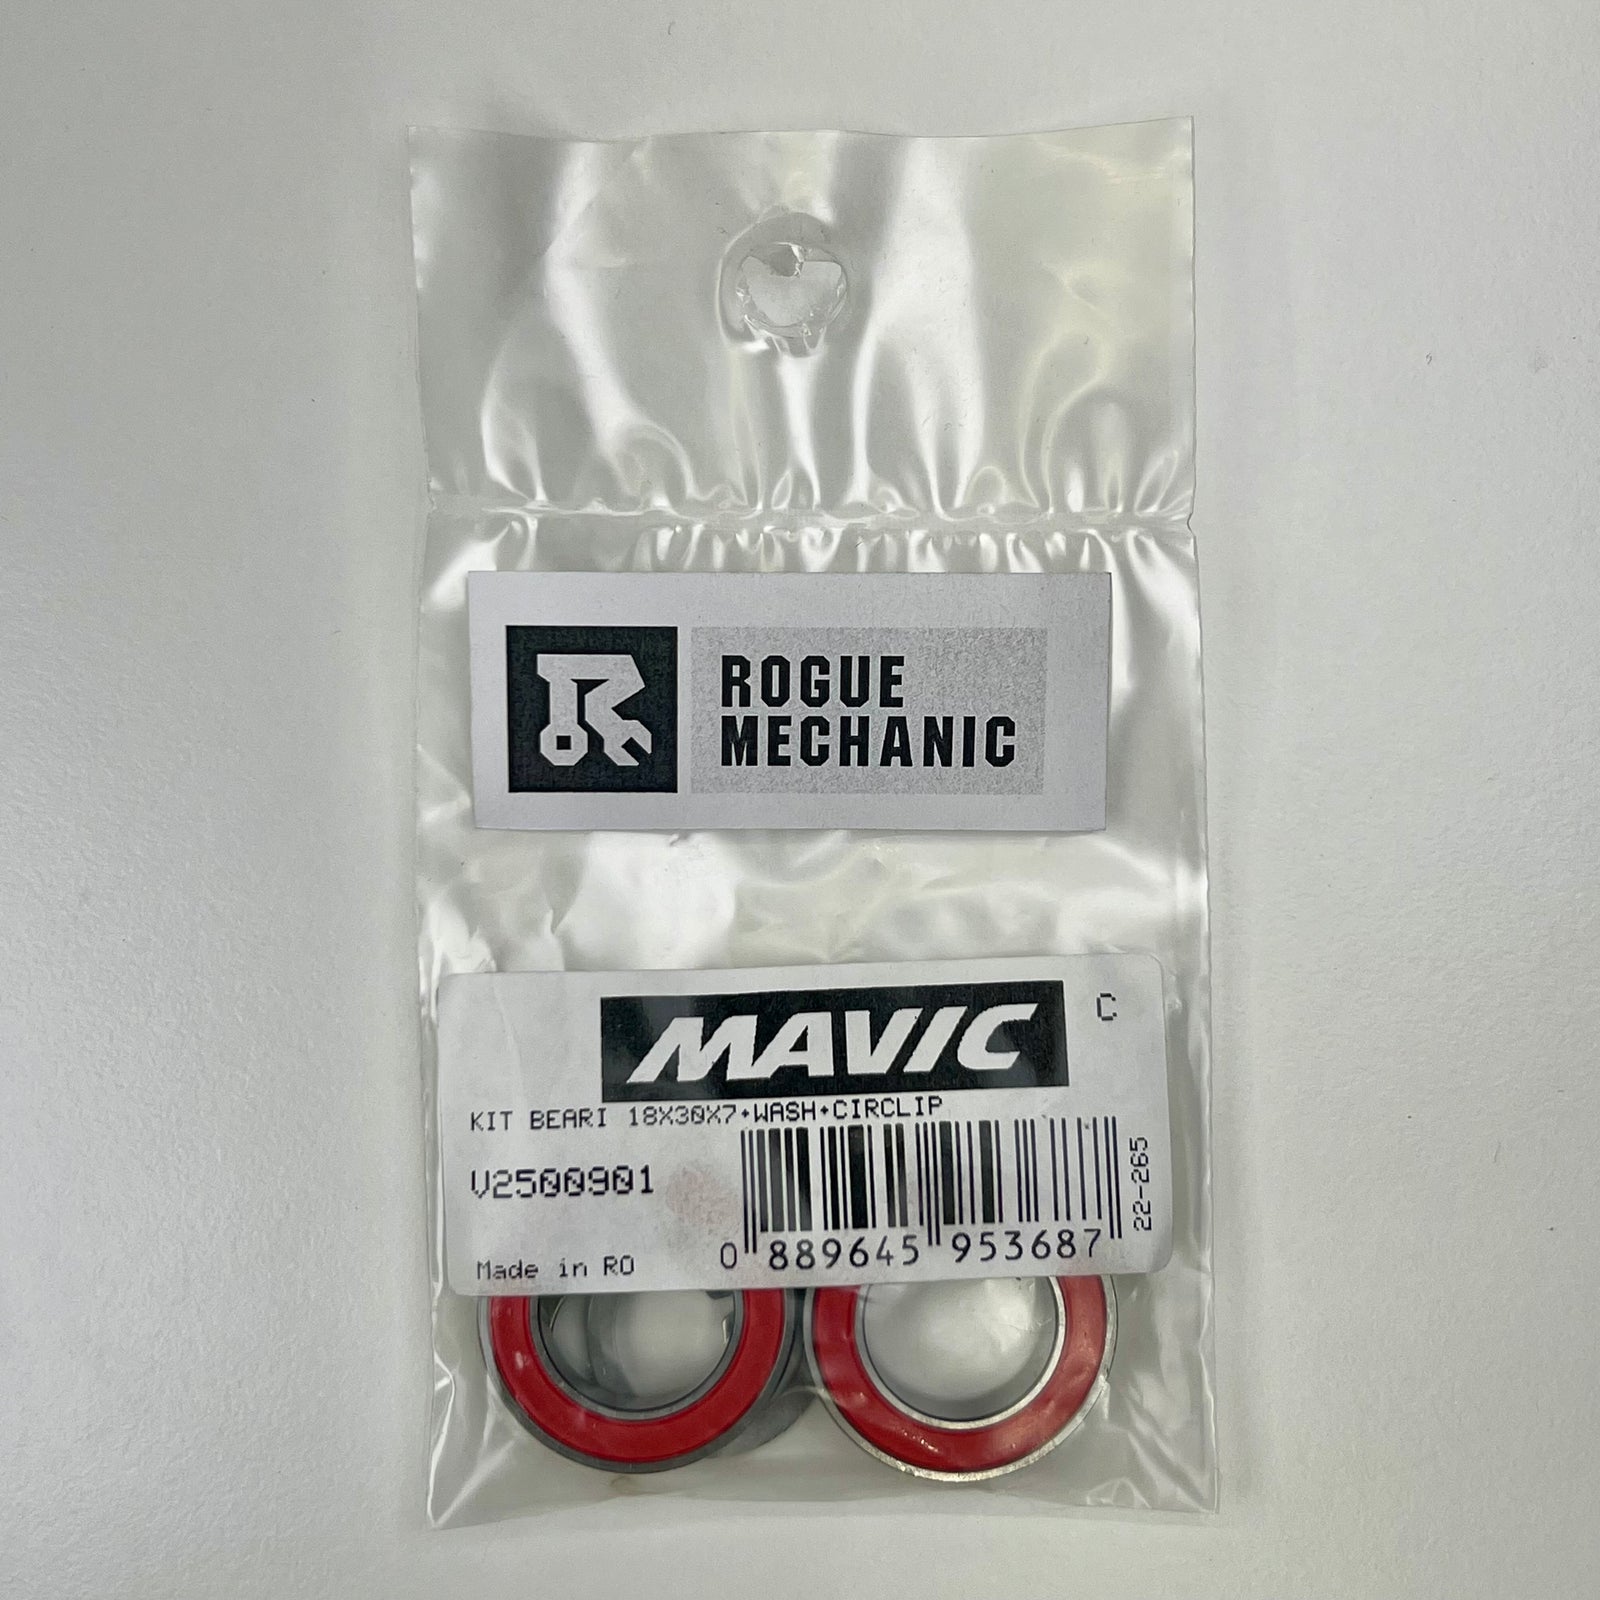 ROGUE
MECHANIC
MAVIC
C
KIT BEARI 18X30X7+WASH+CIRCLIP
V2500901
22-265
Made in RO
0 889645 953687